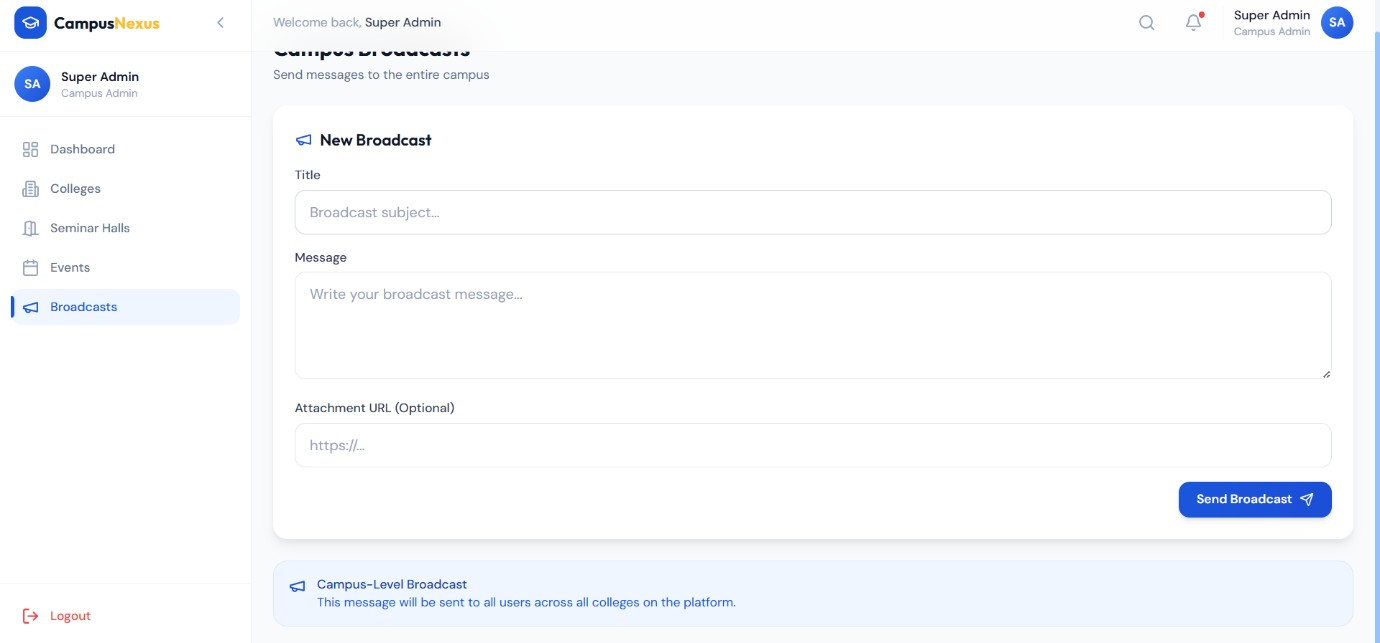 CampusNexus
Welcome back, Super Admin
Super Admin
Campus Admin
SA
SA
Super Admin
Campus Admin
Dashboard
Colleges
Seminar Halls
Events
Broadcasts
Logout
Campus Broadcasts
Send messages to the entire campus
New Broadcast
Title
Broadcast subject...
Message
Write your broadcast message...
Attachment URL (Optional)
https://...
Send Broadcast
Campus-Level Broadcast
This message will be sent to all users across all colleges on the platform.